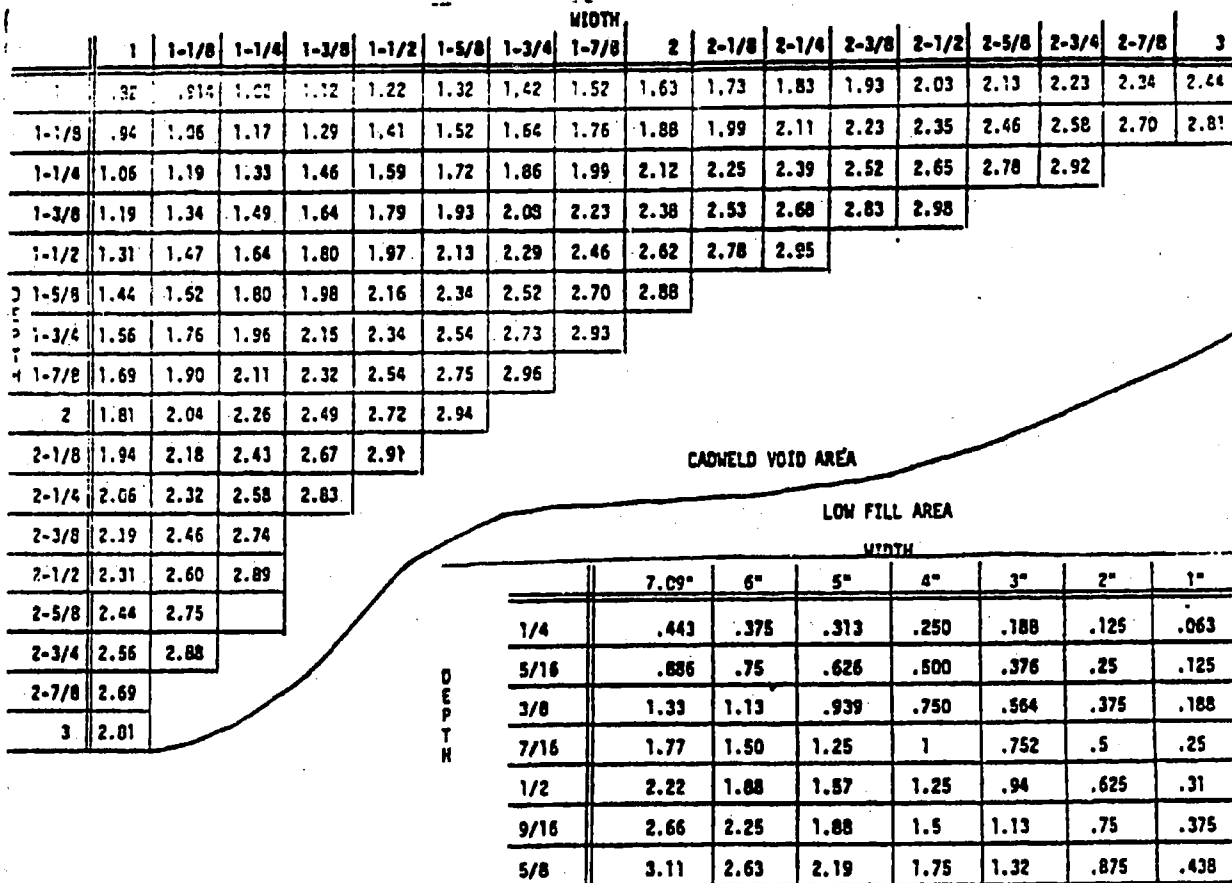 WIDTH
1 1-1/8 1-1/4 1-3/8 1-1/2 1-5/8 1-3/4 1-7/8 2 2-1/8 2-1/4 2-3/8 2-1/2 2-5/8 2-3/4 2-7/8 3
1 .82 .914 1.02 1.12 1.22 1.32 1.42 1.52 1.63 1.73 1.83 1.93 2.03 2.13 2.23 2.34 2.44
1-1/8 .94 1.06 1.17 1.29 1.41 1.52 1.64 1.76 1.88 1.99 2.11 2.23 2.35 2.46 2.58 2.70 2.81
1-1/4 1.06 1.19 1.33 1.46 1.59 1.72 1.86 1.99 2.12 2.25 2.39 2.52 2.65 2.78 2.92
1-3/8 1.19 1.34 1.49 1.64 1.79 1.93 2.08 2.23 2.38 2.53 2.68 2.83 2.98
1-1/2 1.31 1.47 1.64 1.80 1.97 2.13 2.29 2.46 2.62 2.78 2.95
1-5/8 1.44 1.62 1.80 1.98 2.16 2.34 2.52 2.70 2.88
1-3/4 1.56 1.76 1.96 2.15 2.34 2.54 2.73 2.93
1-7/8 1.69 1.90 2.11 2.32 2.54 2.75 2.96
2 1.81 2.04 2.26 2.49 2.72 2.94
2-1/8 1.94 2.18 2.43 2.67 2.91
2-1/4 2.06 2.32 2.58 2.83
2-3/8 2.19 2.46 2.74
2-1/2 2.31 2.60 2.89
2-5/8 2.44 2.75
2-3/4 2.56 2.88
2-7/8 2.69
3 2.81
DEPTH
CADWELD VOID AREA
LOW FILL AREA
WIDTH
7.09" 6" 5" 4" 3" 2" 1"
1/4 .443 .375 .313 .250 .188 .125 .063
5/16 .886 .75 .626 .500 .376 .25 .125
3/8 1.33 1.13 .939 .750 .564 .375 .188
7/16 1.77 1.50 1.25 1 .752 .5 .25
1/2 2.22 1.88 1.57 1.25 .94 .625 .31
9/16 2.66 2.25 1.88 1.5 1.13 .75 .375
5/8 3.11 2.63 2.19 1.75 1.32 .875 .438
DEPTH